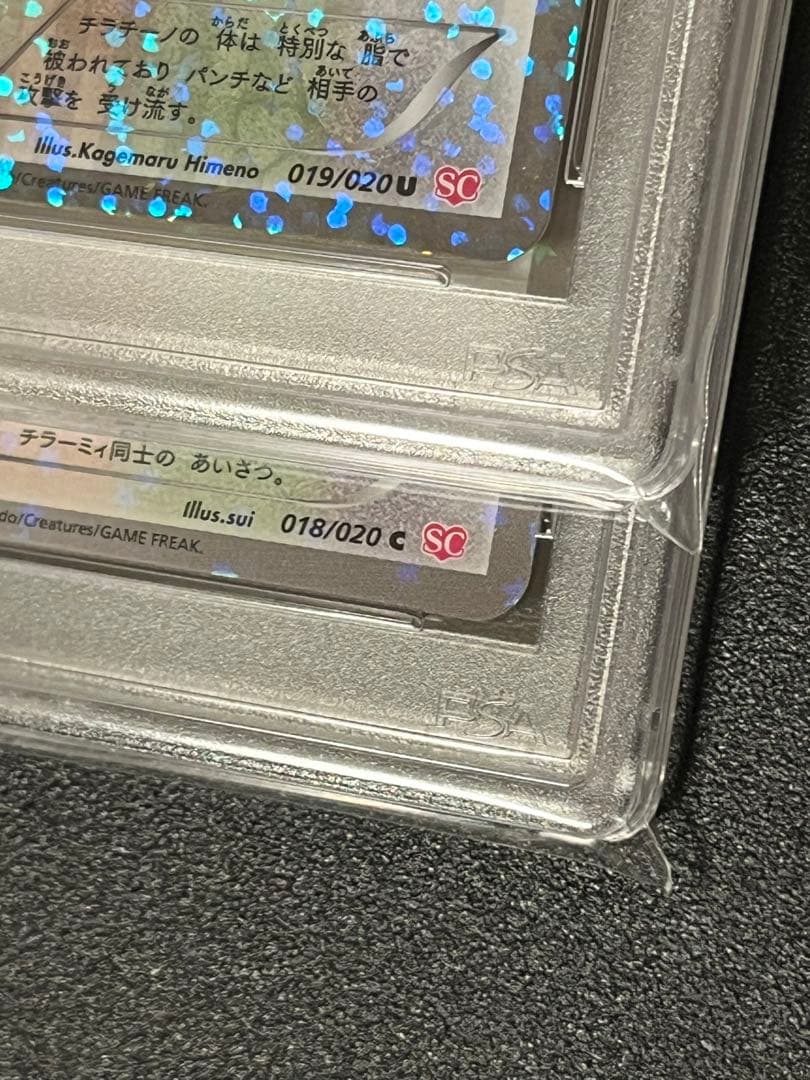 チラチーノの 体は 特別な 脂で
被われており パンチなど 相手の
攻撃を 受け流す。
Illus.Kagemaru Himeno 019/020 U SC
/Creatures/GAME FREAK.
PSA
チラーミィ同士の あいさつ。
Illus.sui 018/020 C SC
do/Creatures/GAME FREAK.
PSA